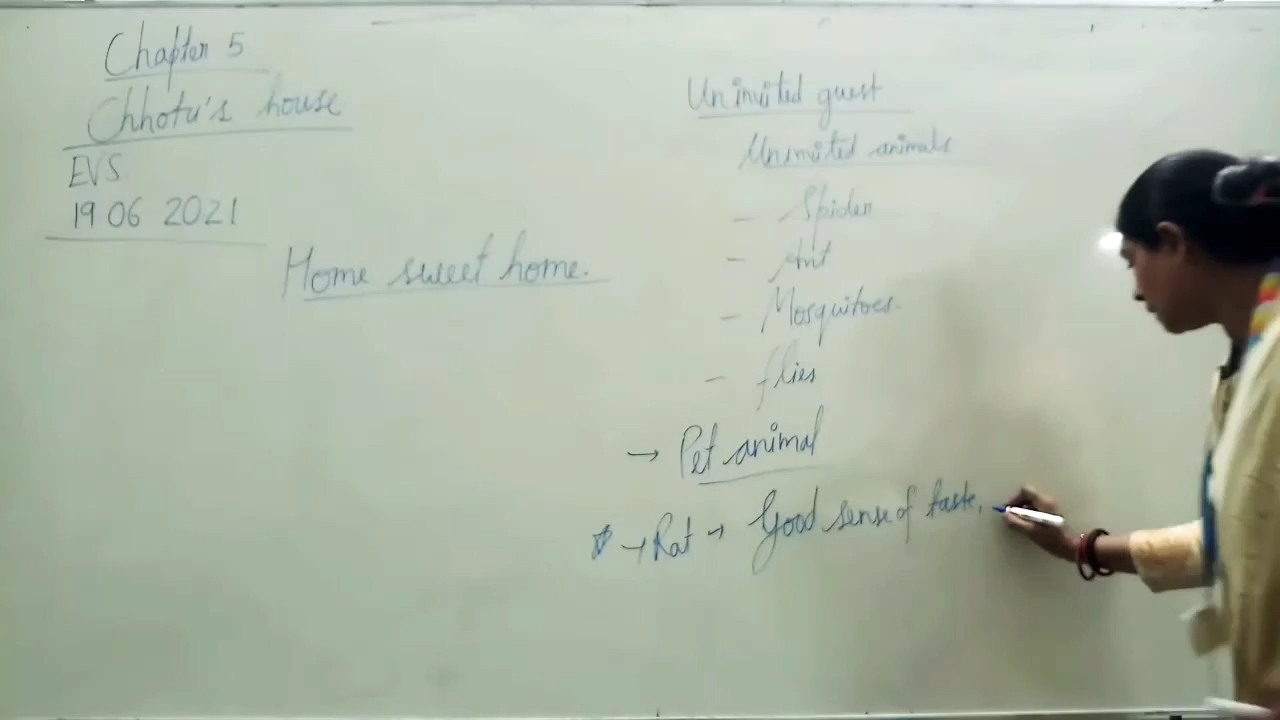 Chapter 5
Chhotu's house
EVS
19 06 2021
Home sweet home.
Uninvited guest
Uninvited animals
- Spider
- Ant
- Mosquitoes.
- flies
→ Pet animal
→ Rat → Good sense of taste,